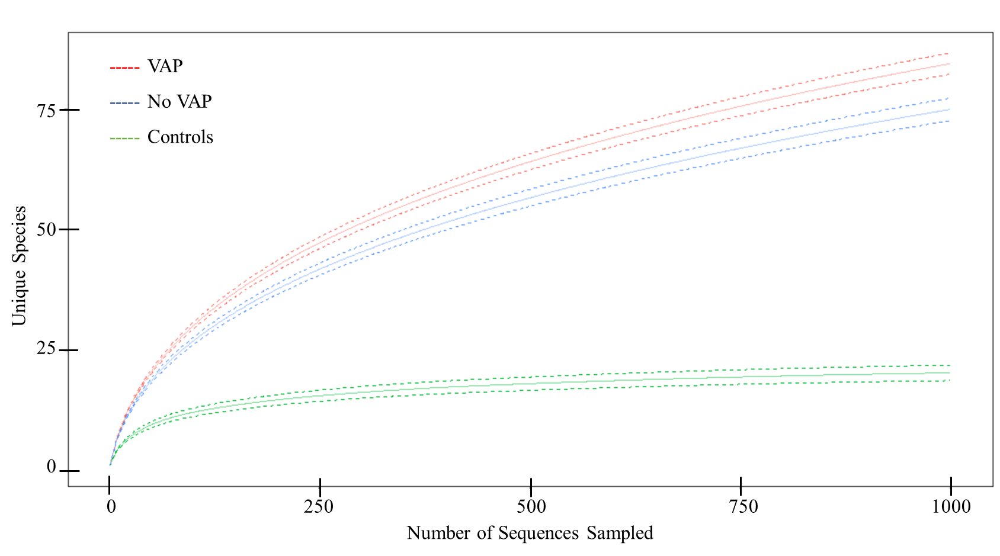 VAP
No VAP
Controls
75
50
25
0
Unique Species
0 250 500 750 1000
Number of Sequences Sampled